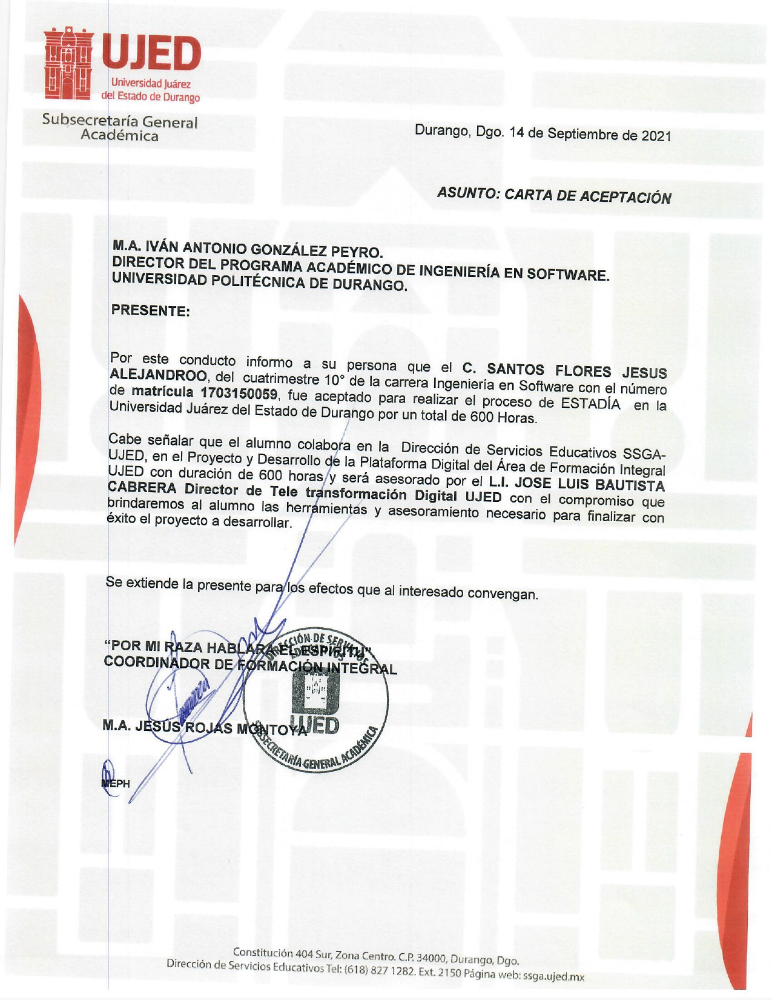 UJED
Universidad Juárez
del Estado de Durango
Subsecretaría General
Académica
Durango, Dgo. 14 de Septiembre de 2021
ASUNTO: CARTA DE ACEPTACIÓN
M.A. IVÁN ANTONIO GONZÁLEZ PEYRO.
DIRECTOR DEL PROGRAMA ACADÉMICO DE INGENIERÍA EN SOFTWARE.
UNIVERSIDAD POLITÉCNICA DE DURANGO.
PRESENTE:
Por este conducto informo a su persona que el C. SANTOS FLORES JESUS
ALEJANDROO, del cuatrimestre 10° de la carrera Ingeniería en Software con el número
de matrícula 1703150059, fue aceptado para realizar el proceso de ESTADÍA en la
Universidad Juárez del Estado de Durango por un total de 600 Horas.
Cabe señalar que el alumno colabora en la Dirección de Servicios Educativos SSGA-
UJED, en el Proyecto y Desarrollo de la Plataforma Digital del Área de Formación Integral
UJED con duración de 600 horas y será asesorado por el L.I. JOSE LUIS BAUTISTA
CABRERA Director de Tele transformación Digital UJED con el compromiso que
brindaremos al alumno las herramientas y asesoramiento necesario para finalizar con
éxito el proyecto a desarrollar.
Se extiende la presente para los efectos que al interesado convengan.
“POR MI RAZA HABLARÁ EL ESPÍRITU”
COORDINADOR DE FORMACIÓN INTEGRAL
DIRECCIÓN DE SERVICIOS
EDUCATIVOS
UJED
SUBSECRETARÍA GENERAL ACADÉMICA
M.A. JESÚS ROJAS MONTOYA
MEPH
Constitución 404 Sur, Zona Centro. C.P. 34000, Durango, Dgo.
Dirección de Servicios Educativos Tel: (618) 827 1282. Ext. 2150 Página web: ssga.ujed.mx